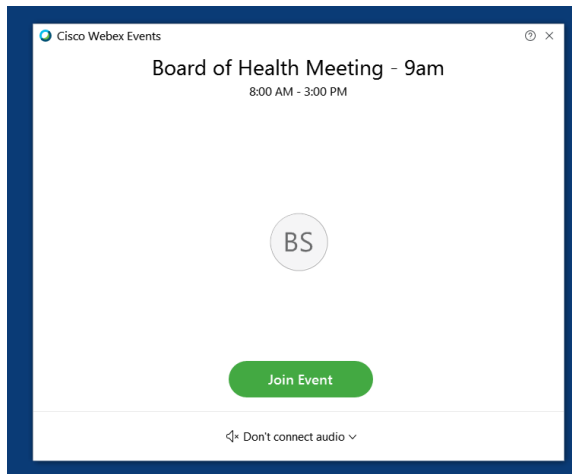 Cisco Webex Events
Board of Health Meeting - 9am
8:00 AM - 3:00 PM
BS
Join Event
Don't connect audio